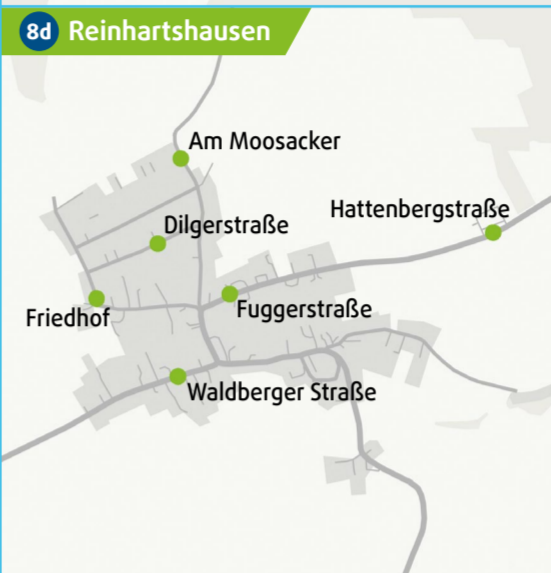 8d Reinhartshausen
Am Moosacker
Hattenbergstraße
Dilgerstraße
Friedhof
Fuggerstraße
Waldberger Straße